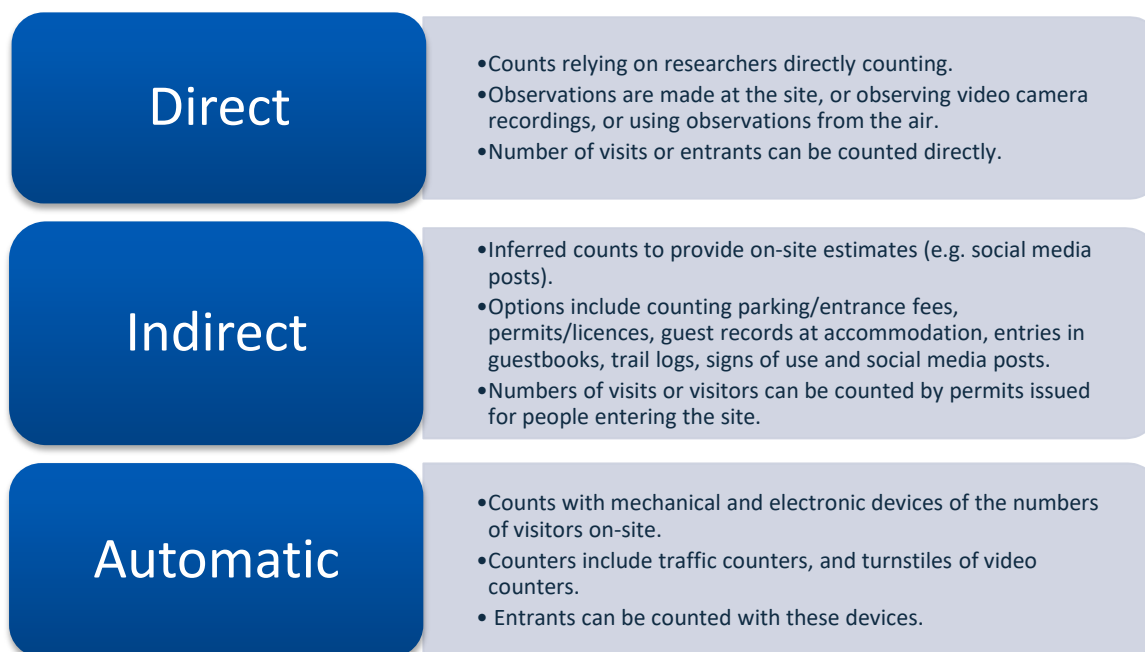 Direct
•Counts relying on researchers directly counting.
•Observations are made at the site, or observing video camera
recordings, or using observations from the air.
•Number of visits or entrants can be counted directly.
Indirect
•Inferred counts to provide on-site estimates (e.g. social media
posts).
•Options include counting parking/entrance fees,
permits/licences, guest records at accommodation, entries in
guestbooks, trail logs, signs of use and social media posts.
•Numbers of visits or visitors can be counted by permits issued
for people entering the site.
Automatic
•Counts with mechanical and electronic devices of the numbers
of visitors on-site.
•Counters include traffic counters, and turnstiles of video
counters.
• Entrants can be counted with these devices.